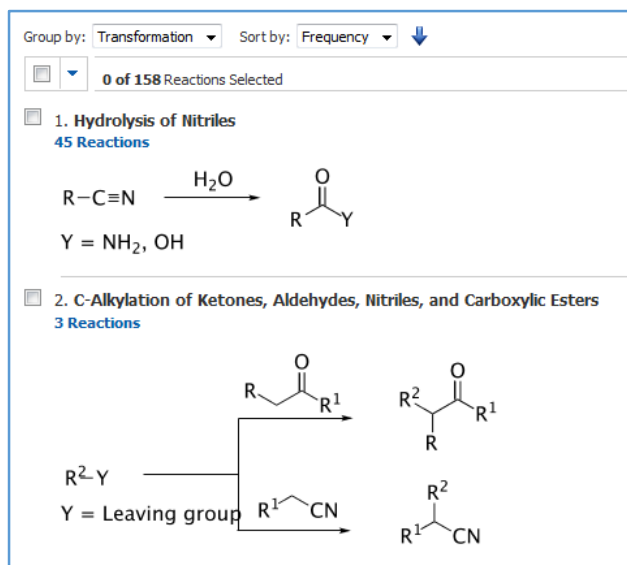 Group by: Transformation Sort by: Frequency
0 of 158 Reactions Selected
1. Hydrolysis of Nitriles
45 Reactions
R–C≡N H₂O O R Y
Y = NH₂, OH
2. C-Alkylation of Ketones, Aldehydes, Nitriles, and Carboxylic Esters
3 Reactions
O R R¹
O R² R¹ R
R²–Y
Y = Leaving group
R¹ CN
R² R¹ CN